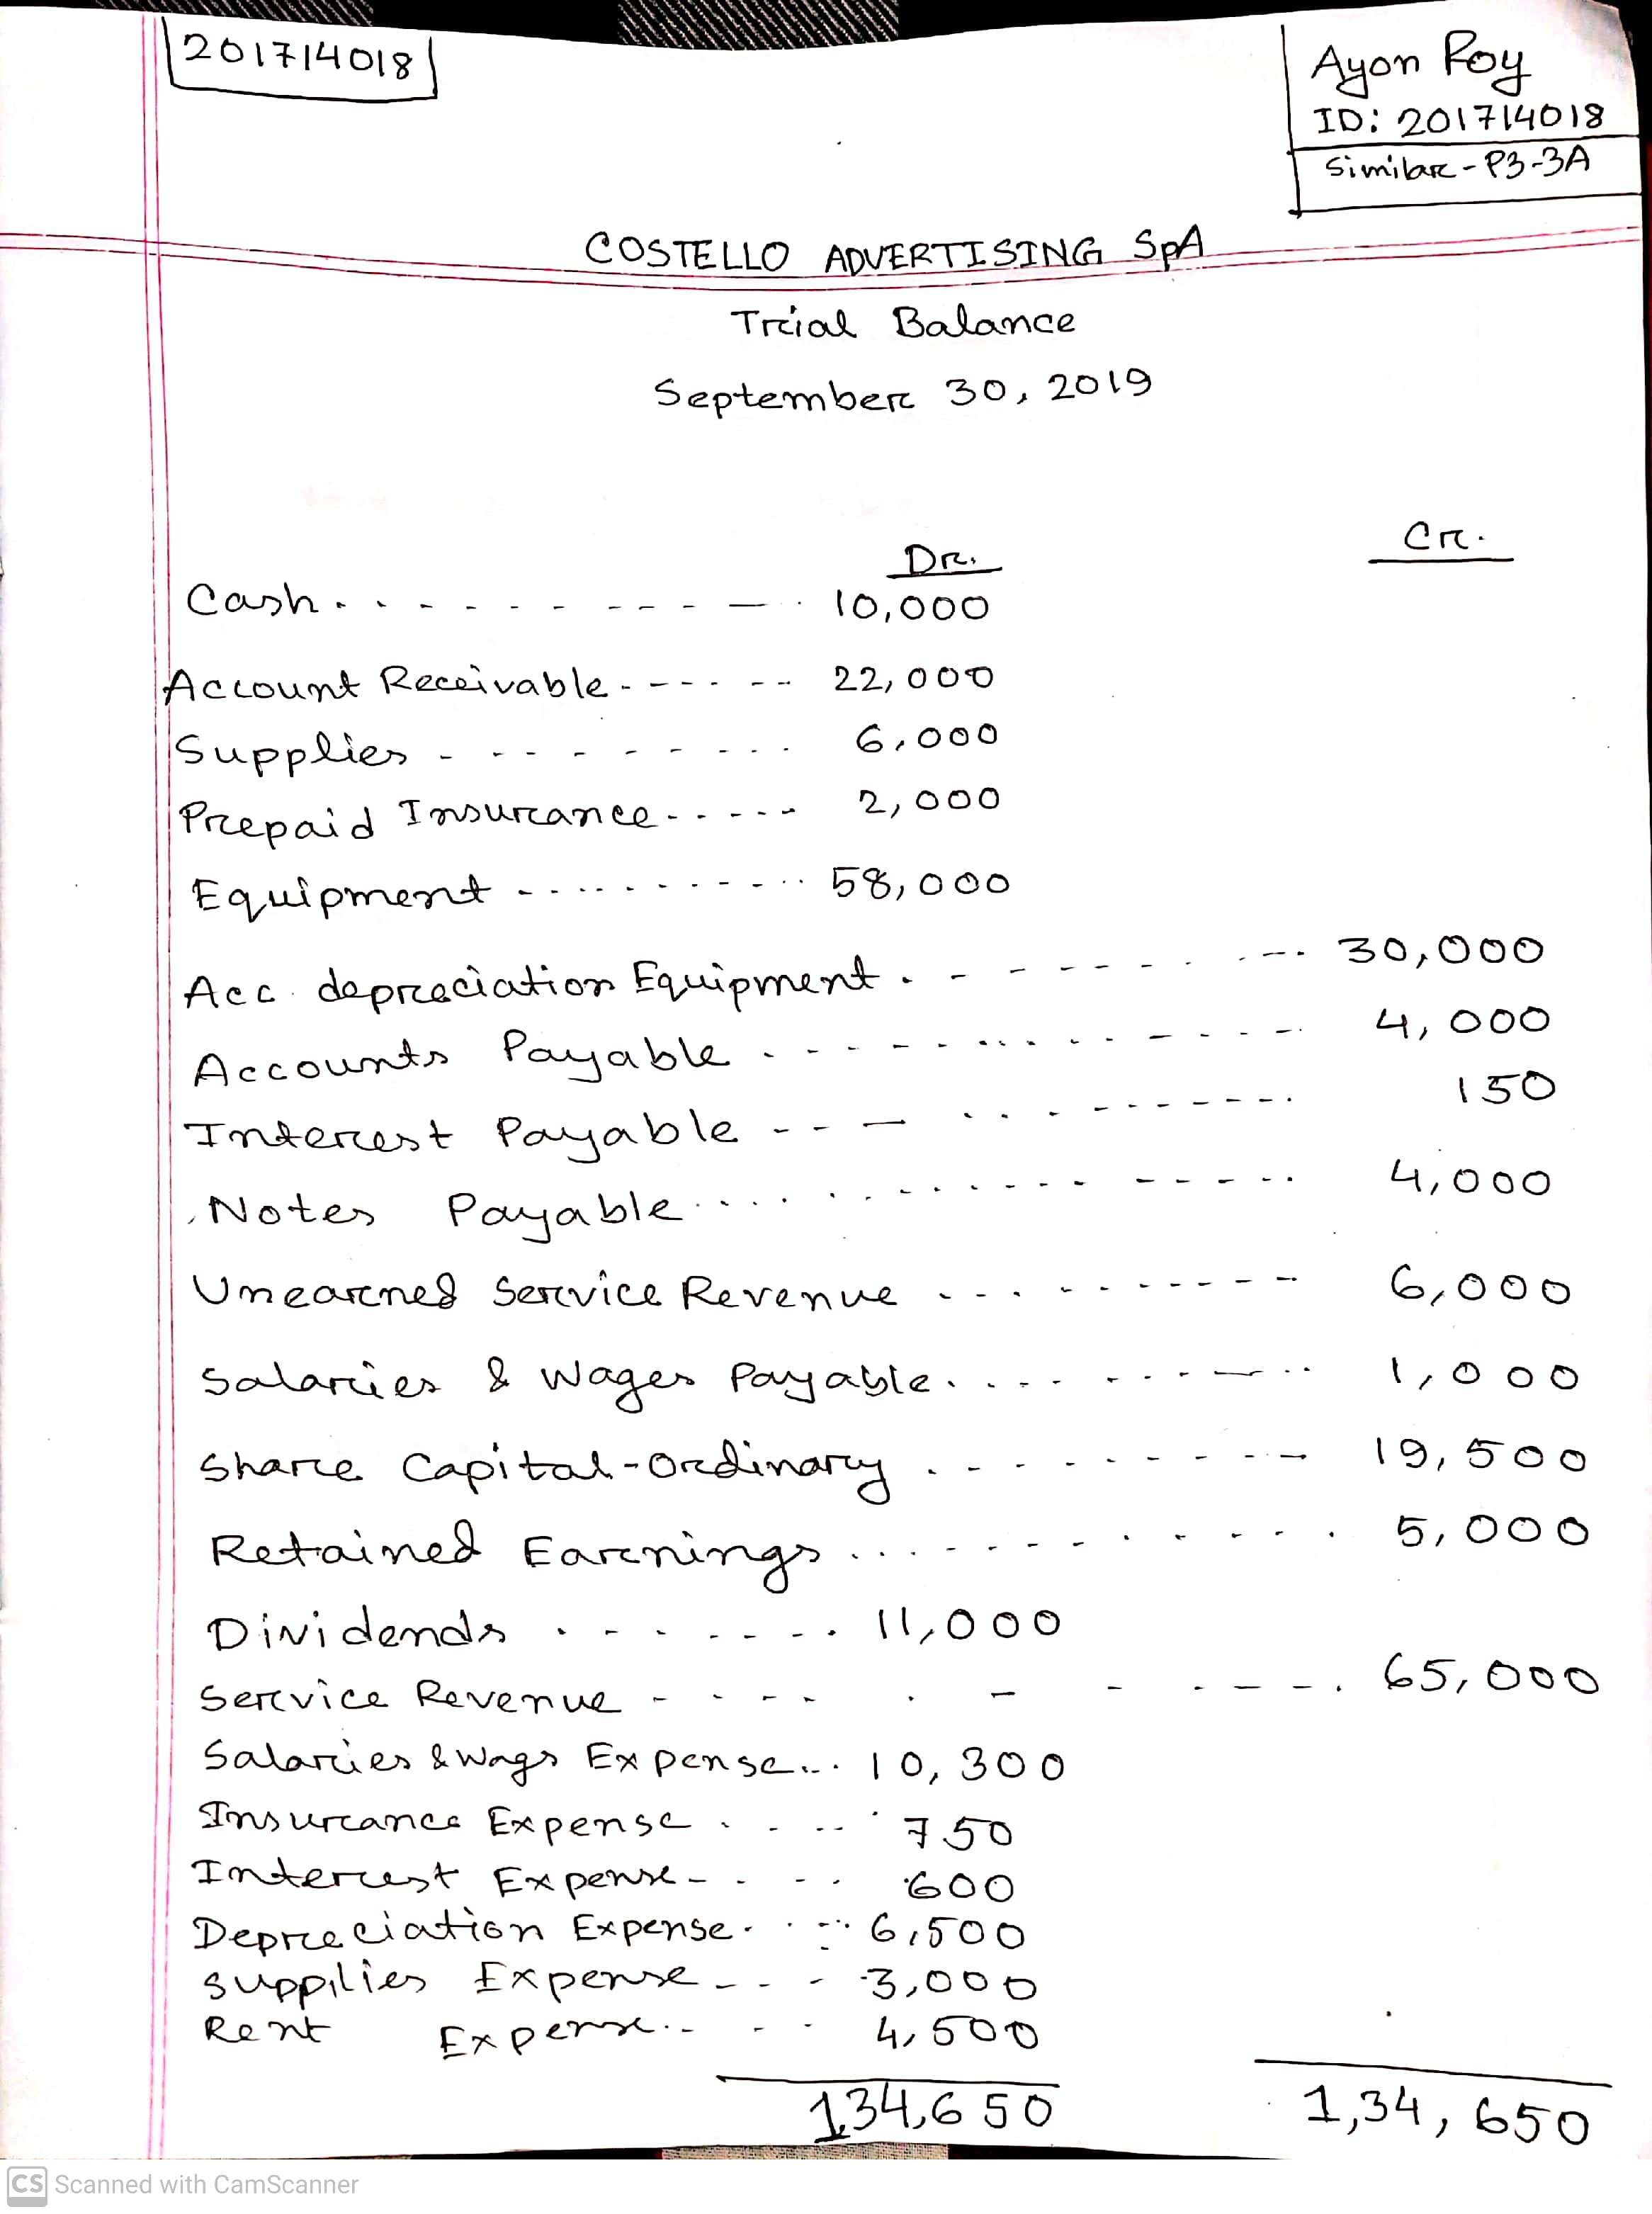 201714018
Ayon Roy
ID: 201714018
Similar - P3-3A
COSTELLO ADVERTISING SpA
Trial Balance
September 30, 2019
Dr. Cr.
Cash 10,000
Account Receivable 22,000
Supplies 6,000
Prepaid Insurance 2,000
Equipment 58,000
Acc. depreciation Equipment 30,000
Accounts Payable 4,000
Interest Payable 150
Notes Payable 4,000
Unearned Service Revenue 6,000
Salaries & Wages Payable 1,000
Share Capital-Ordinary 19,500
Retained Earnings 5,000
Dividends 11,000
Service Revenue 65,000
Salaries & Wags Expense 10,300
Insurance Expense 750
Interest Expense 600
Depreciation Expense 6,500
Suppilies Expense 3,000
Rent Expense 4,500
134,650 1,34,650
CS Scanned with CamScanner